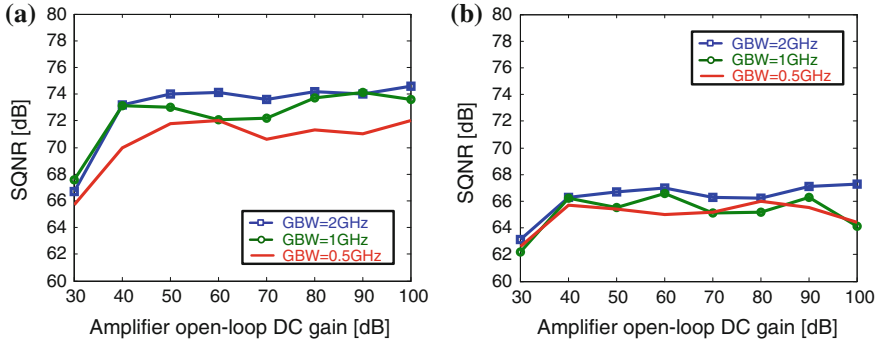 (a)
80
78
76
74
72
70
68
66
64
62
60
SQNR [dB]
GBW=2GHz
GBW=1GHz
GBW=0.5GHz
30 40 50 60 70 80 90 100
Amplifier open-loop DC gain [dB]
(b)
80
78
76
74
72
70
68
66
64
62
60
SQNR [dB]
GBW=2GHz
GBW=1GHz
GBW=0.5GHz
30 40 50 60 70 80 90 100
Amplifier open-loop DC gain [dB]